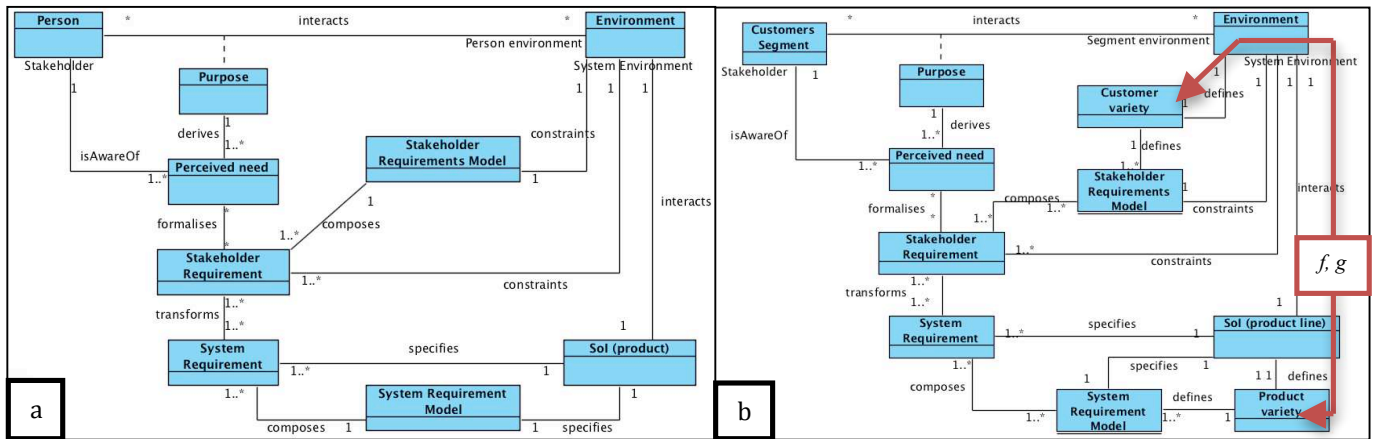 Person
*
interacts
*
Environment
Person environment
Stakeholder
System Environment
1
Purpose
1
1
1
1
derives
1..*
isAwareOf
Perceived need
1..*
Stakeholder
Requirements Model
constraints
1
1
formalises
*
*
composes
1..*
interacts
Stakeholder
Requirement
1..*
constraints
1..*
transforms
1..*
1
System
Requirement
specifies
SoI (product)
1..*
1
1..*
1
System Requirement
Model
composes
1
1
specifies
a
*
interacts
*
Environment
Customers
Segment
Segment environment
Stakeholder
1
System Environment
Purpose
1
1
1
1
Customer
variety
1
defines
1
derives
1..*
isAwareOf
1
defines
Perceived need
1..*
1..*
Stakeholder
Requirements
Model
1
interacts
*
formalises
*
composes
1..*
1..*
constraints
Stakeholder
Requirement
1..*
constraints
f, g
1..*
transforms
1..*
1
System
Requirement
specifies
SoI (product line)
1..*
1
1..*
specifies
1
1
1
defines
composes
1
System
Requirement
Model
defines
Product
variety
1..*
1..*
1
b